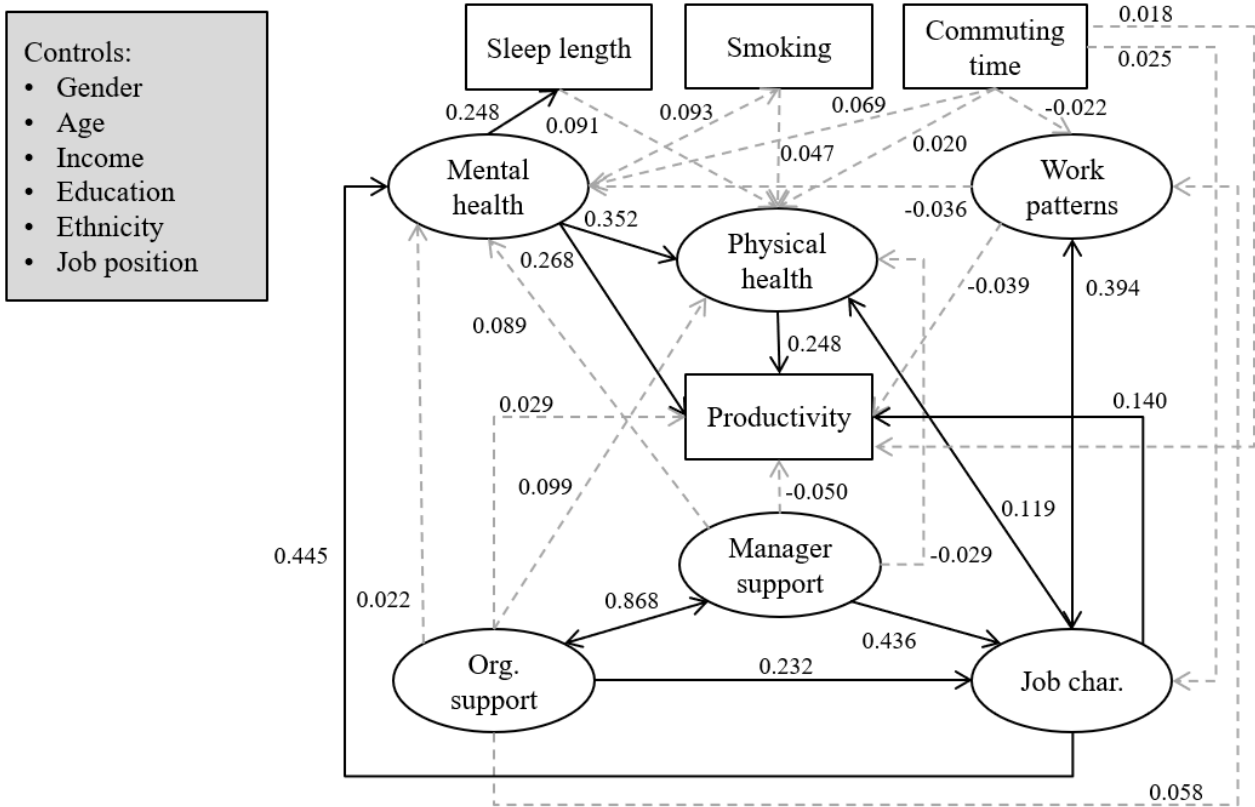 Controls:
• Gender
• Age
• Income
• Education
• Ethnicity
• Job position
Sleep length
Smoking
Commuting
time
0.018
0.025
0.248
0.091
0.093
0.069
-0.022
0.047
0.020
Mental
health
Work
patterns
0.352
-0.036
0.268
Physical
health
-0.039
0.394
0.089
0.248
0.029
Productivity
0.140
0.099
-0.050
0.119
0.445
Manager
support
-0.029
0.022
0.868
0.436
Org.
support
0.232
Job char.
0.058